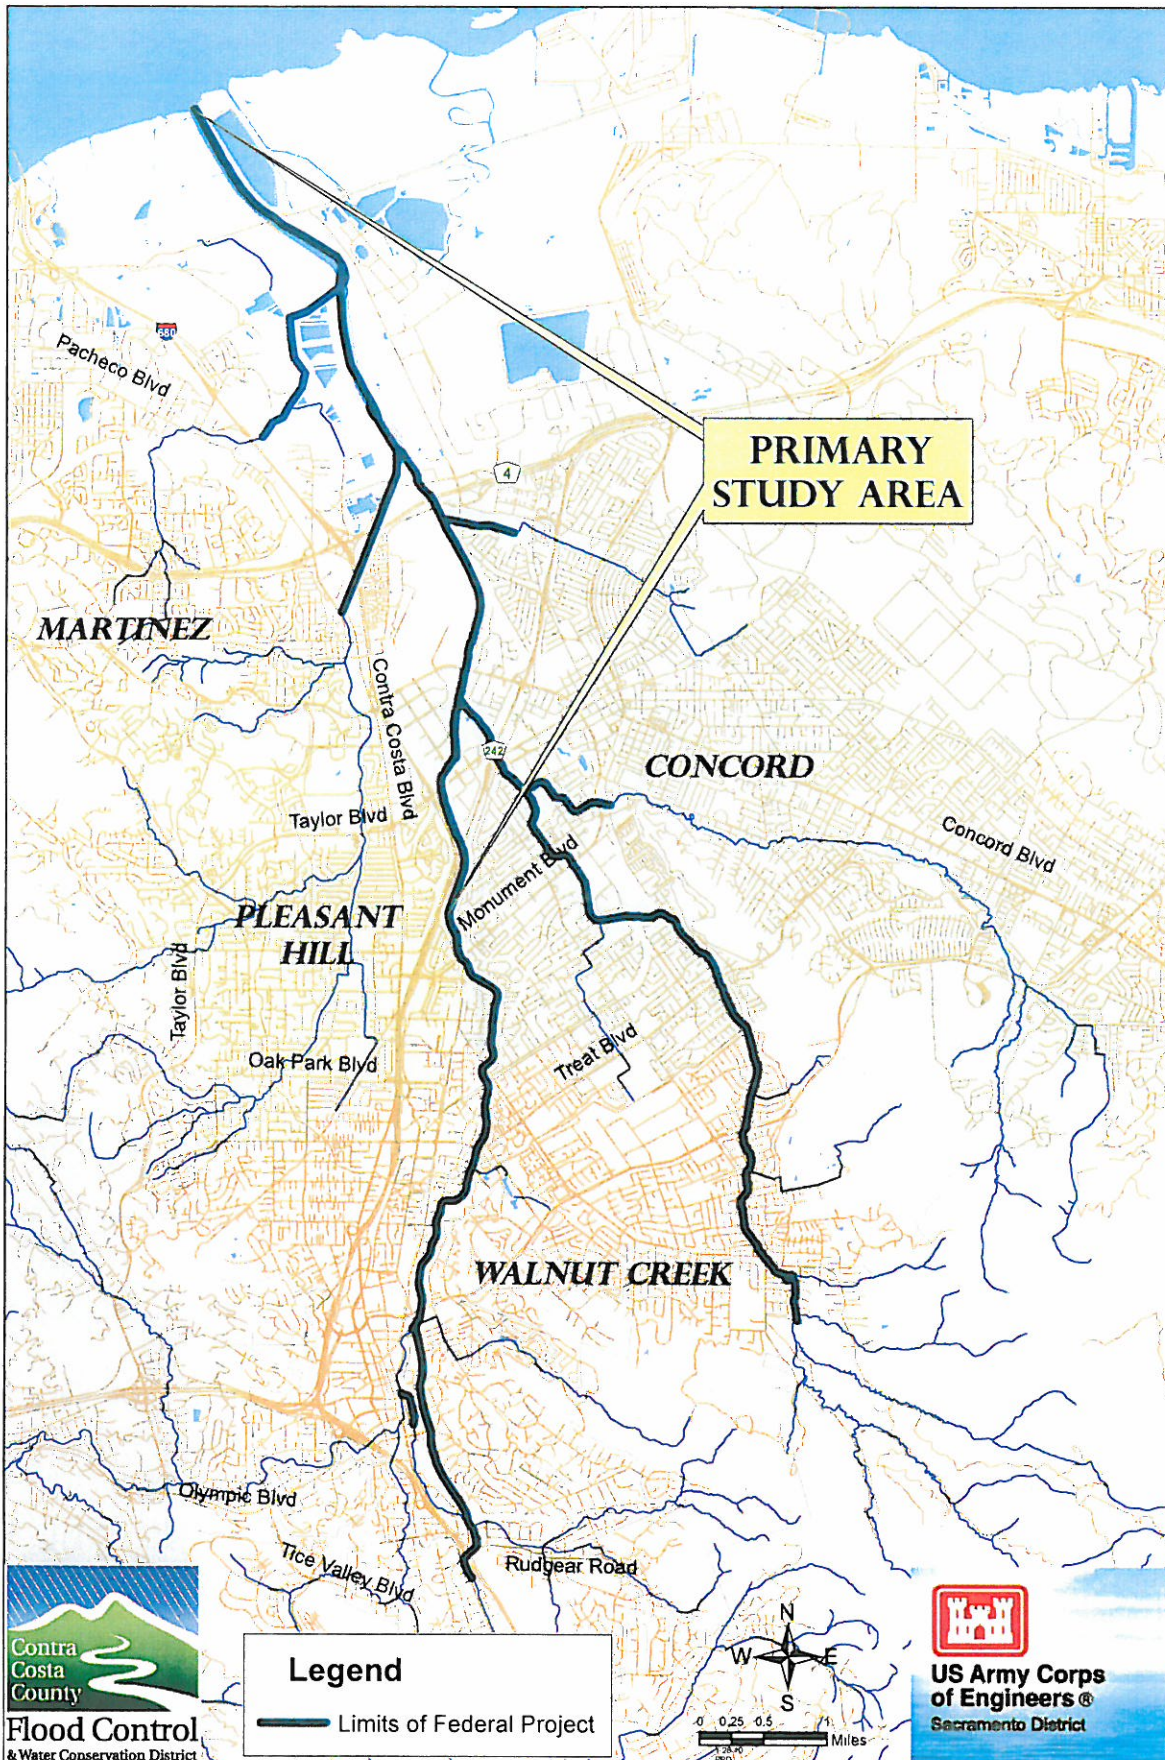 680
Pacheco Blvd
4
PRIMARY
STUDY AREA
MARTINEZ
Contra Costa Blvd
242
CONCORD
Taylor Blvd
Concord Blvd
Monument Blvd
PLEASANT
HILL
Taylor Blvd
Oak Park Blvd
Treat Blvd
WALNUT CREEK
Olympic Blvd
Tice Valley Blvd
Rudgear Road
Contra
Costa
County
Flood Control
& Water Conservation District
Legend
Limits of Federal Project
N
W E
S
0 0.25 0.5 1
Miles
US Army Corps
of Engineers ®
Sacramento District